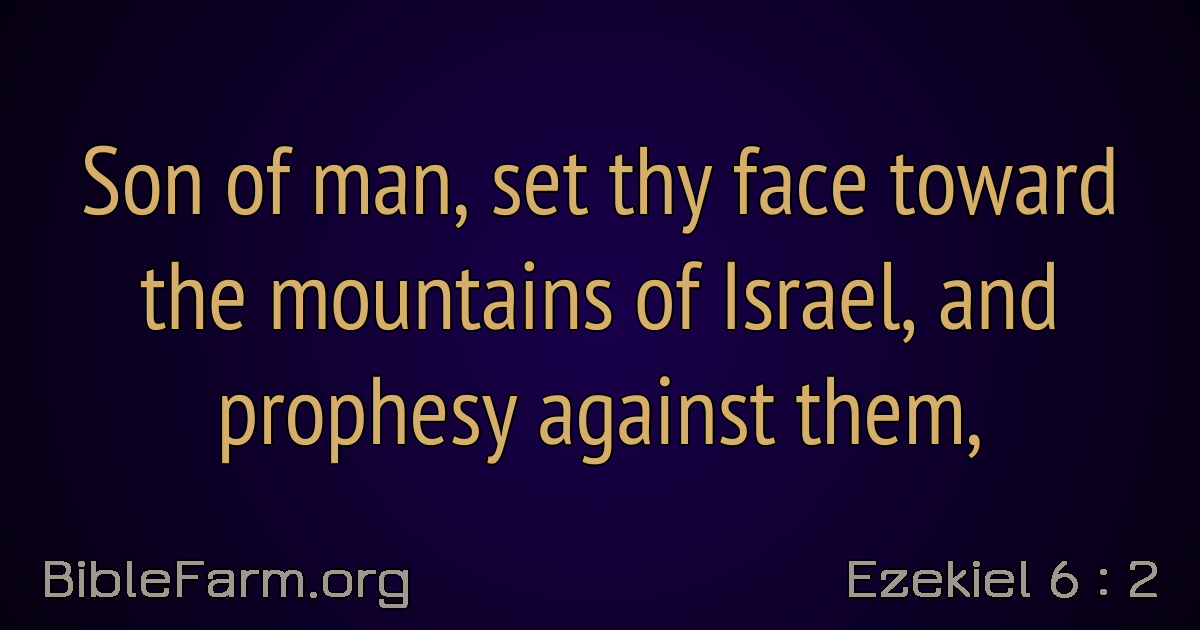 Son of man, set thy face toward
the mountains of Israel, and
prophesy against them,
BibleFarm.org
Ezekiel 6 : 2